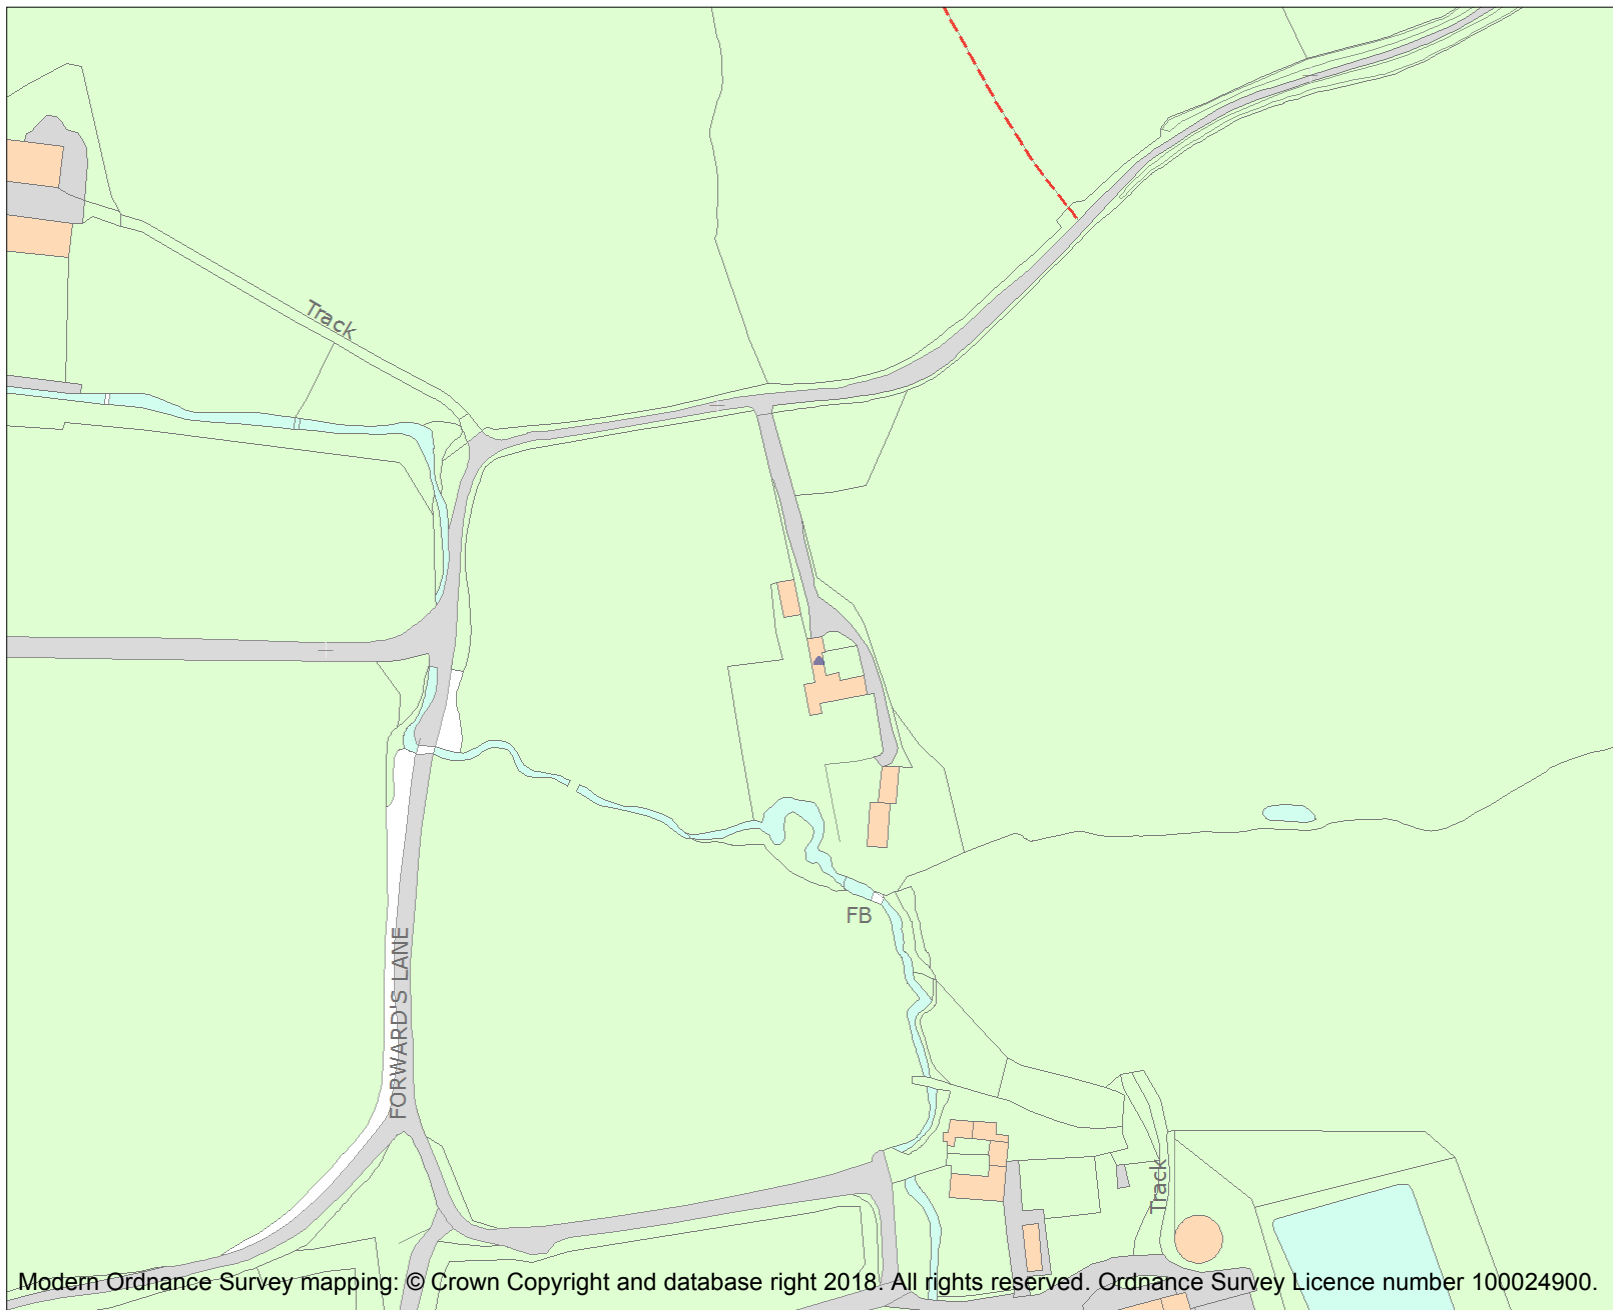 Track
FB
FORWARD'S LANE
Track
Modern Ordnance Survey mapping: © Crown Copyright and database right 2018. All rights reserved. Ordnance Survey Licence number 100024900.